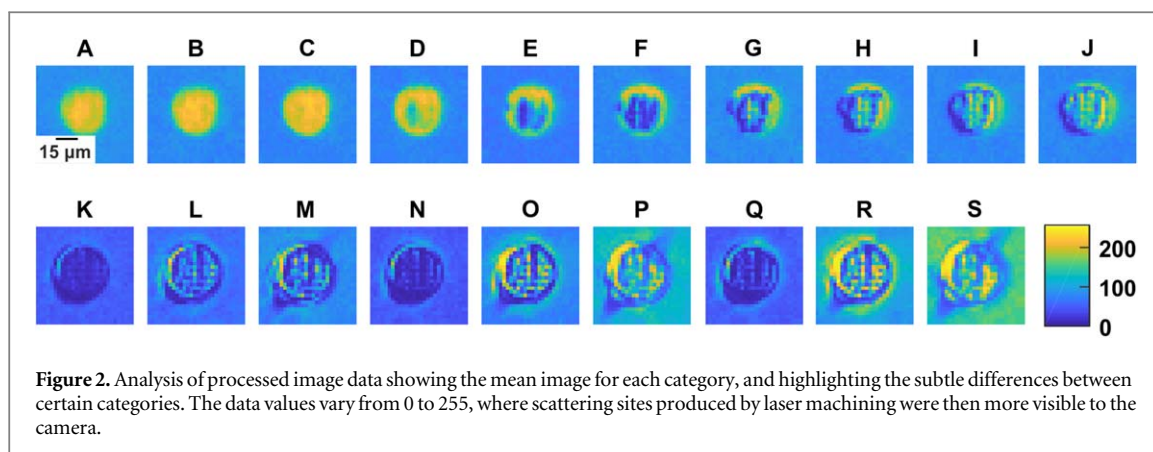 A B C D E F G H I J
15 µm
K L M N O P Q R S
200
100
0
Figure 2. Analysis of processed image data showing the mean image for each category, and highlighting the subtle differences between
certain categories. The data values vary from 0 to 255, where scattering sites produced by laser machining were then more visible to the
camera.